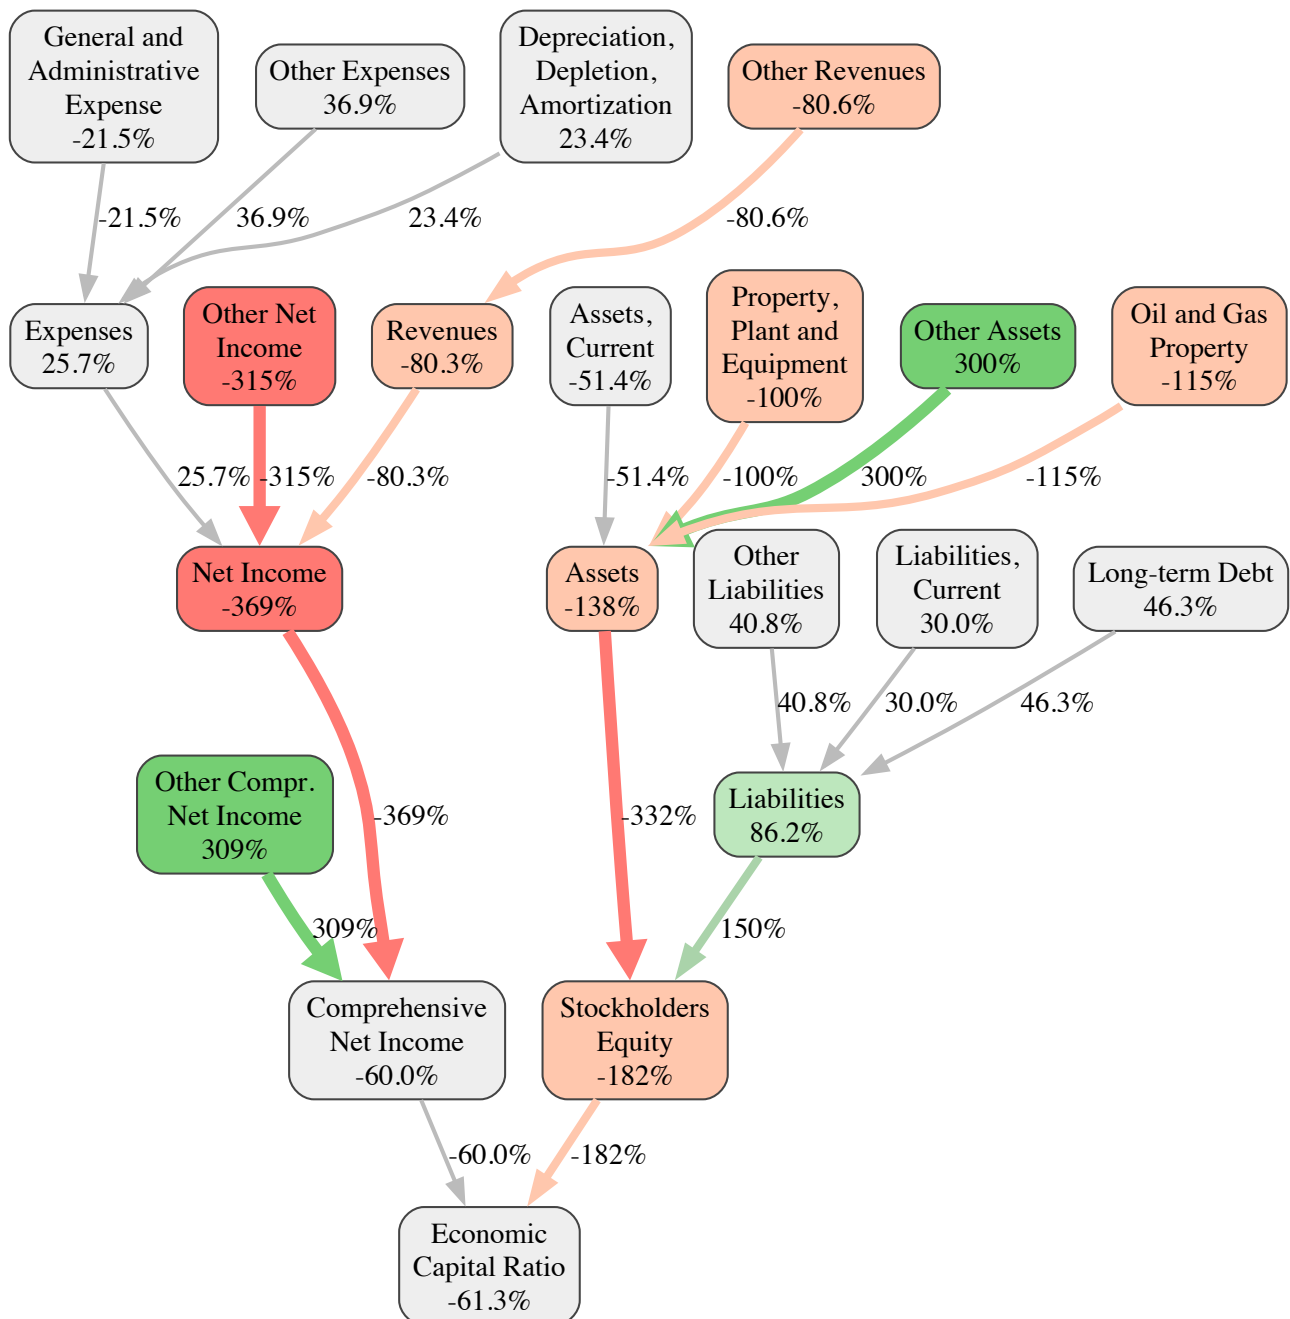 General and
Administrative
Expense
-21.5%
Other Expenses
36.9%
Depreciation,
Depletion,
Amortization
23.4%
Other Revenues
-80.6%
-21.5%
36.9%
23.4%
-80.6%
Expenses
25.7%
Other Net
Income
-315%
Revenues
-80.3%
Assets,
Current
-51.4%
Property,
Plant and
Equipment
-100%
Other Assets
300%
Oil and Gas
Property
-115%
25.7%
-315%
-80.3%
-51.4%
-100%
300%
-115%
Net Income
-369%
Assets
-138%
Other
Liabilities
40.8%
Liabilities,
Current
30.0%
Long-term Debt
46.3%
40.8%
30.0%
46.3%
Other Compr.
Net Income
309%
-369%
-332%
Liabilities
86.2%
309%
150%
Comprehensive
Net Income
-60.0%
Stockholders
Equity
-182%
-60.0%
-182%
Economic
Capital Ratio
-61.3%